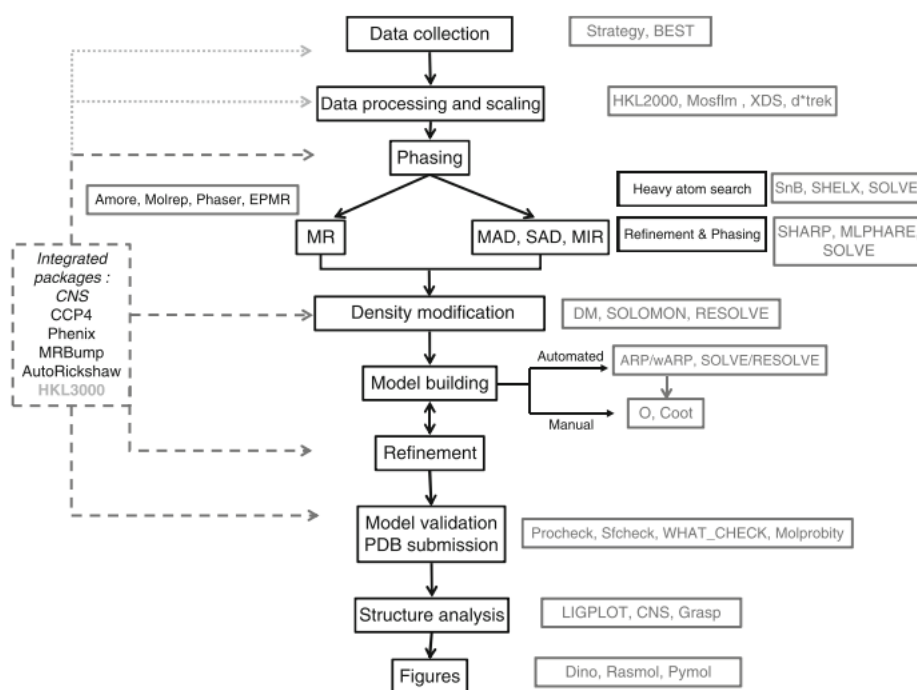 Data collection
Strategy, BEST
Data processing and scaling
HKL2000, Mosflm , XDS, d*trek
Phasing
Amore, Molrep, Phaser, EPMR
Heavy atom search
SnB, SHELX, SOLVE
MR
MAD, SAD, MIR
Refinement & Phasing
SHARP, MLPHARE,
SOLVE
Integrated
packages :
CNS
CCP4
Phenix
MRBump
AutoRickshaw
HKL3000
Density modification
DM, SOLOMON, RESOLVE
Model building
Automated
ARP/wARP, SOLVE/RESOLVE
Manual
O, Coot
Refinement
Model validation
PDB submission
Procheck, Sfcheck, WHAT_CHECK, Molprobity
Structure analysis
LIGPLOT, CNS, Grasp
Figures
Dino, Rasmol, Pymol